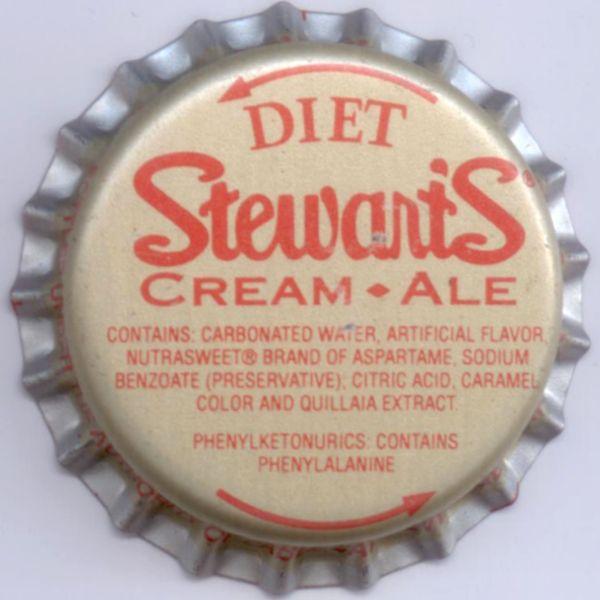 DIET
Stewart's®
CREAM ♦ ALE
CONTAINS: CARBONATED WATER, ARTIFICIAL FLAVOR,
NUTRASWEET® BRAND OF ASPARTAME, SODIUM
BENZOATE (PRESERVATIVE), CITRIC ACID, CARAMEL
COLOR AND QUILLAIA EXTRACT.
PHENYLKETONURICS: CONTAINS
PHENYLALANINE